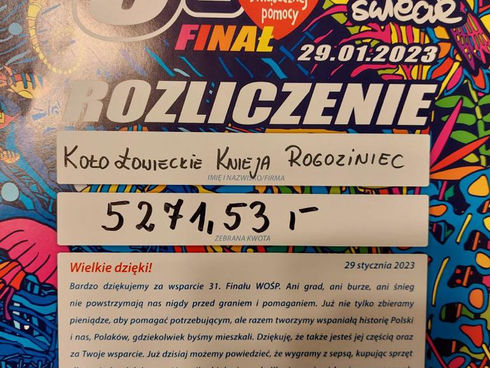 pomocy
świear
FINAŁ
29.01.2023
ROZLICZENIE
KOŁO ŁOWIECKIE KNIEJA ROGOZINIEC
IMIĘ I NAZWISKO/FIRMA
5271,53 ,-
ZEBRANA KWOTA
Wielkie dzięki!
29 stycznia 2023
Bardzo dziękujemy za wsparcie 31. Finału WOŚP. Ani grad, ani burze, ani śnieg
nie powstrzymają nas nigdy przed graniem i pomaganiem. Już nie tylko zbieramy
pieniądze, aby pomagać potrzebującym, ale razem tworzymy wspaniałą historię Polski
i nas, Polaków, gdziekolwiek byśmy mieszkali. Dziękuję, że także jesteś jej częścią oraz
za Twoje wsparcie. Już dzisiaj możemy powiedzieć, że wygramy z sepsą, kupując sprzęt